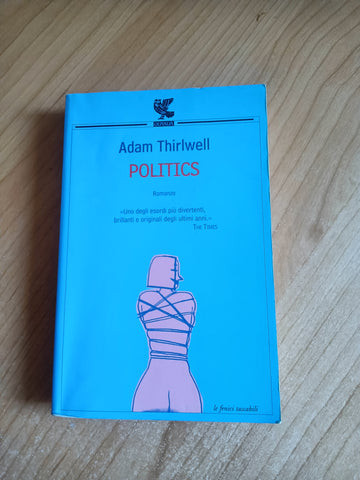 GUANDA
Adam Thirlwell
POLITICS
Romanzo
«Uno degli esordi più divertenti,
brillanti e originali degli ultimi anni.»
THE TIMES
le fenici tascabili